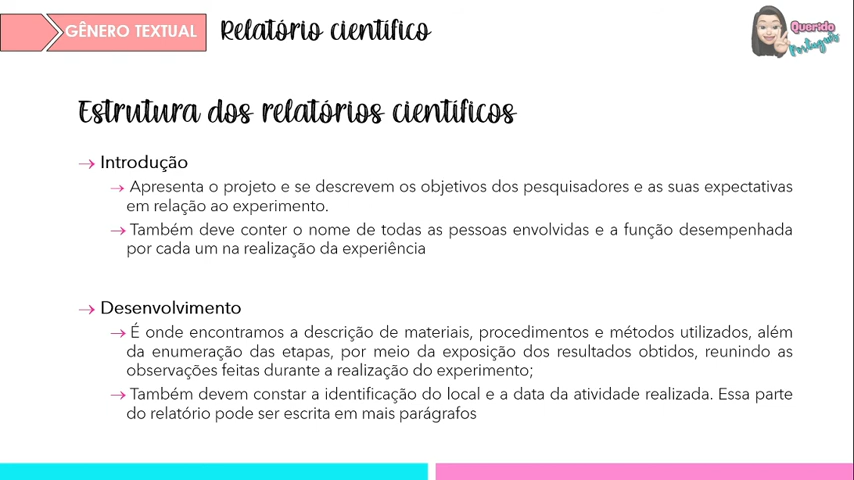 GÊNERO TEXTUAL
Relatório científico
Querido
Português
Estrutura dos relatórios científicos
→ Introdução
→ Apresenta o projeto e se descrevem os objetivos dos pesquisadores e as suas expectativas
em relação ao experimento.
→ Também deve conter o nome de todas as pessoas envolvidas e a função desempenhada
por cada um na realização da experiência
→ Desenvolvimento
→ É onde encontramos a descrição de materiais, procedimentos e métodos utilizados, além
da enumeração das etapas, por meio da exposição dos resultados obtidos, reunindo as
observações feitas durante a realização do experimento;
→ Também devem constar a identificação do local e a data da atividade realizada. Essa parte
do relatório pode ser escrita em mais parágrafos